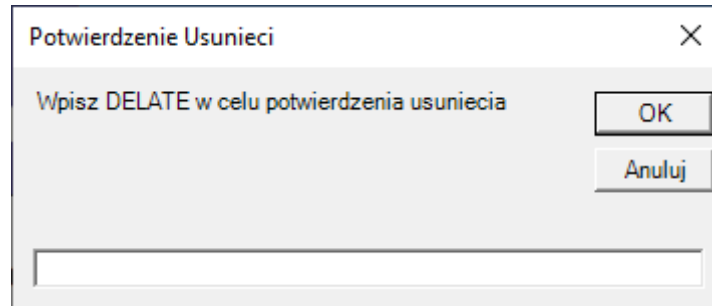 Potwierdzenie Usunieci
Wpisz DELATE w celu potwierdzenia usuniecia
OK
Anuluj